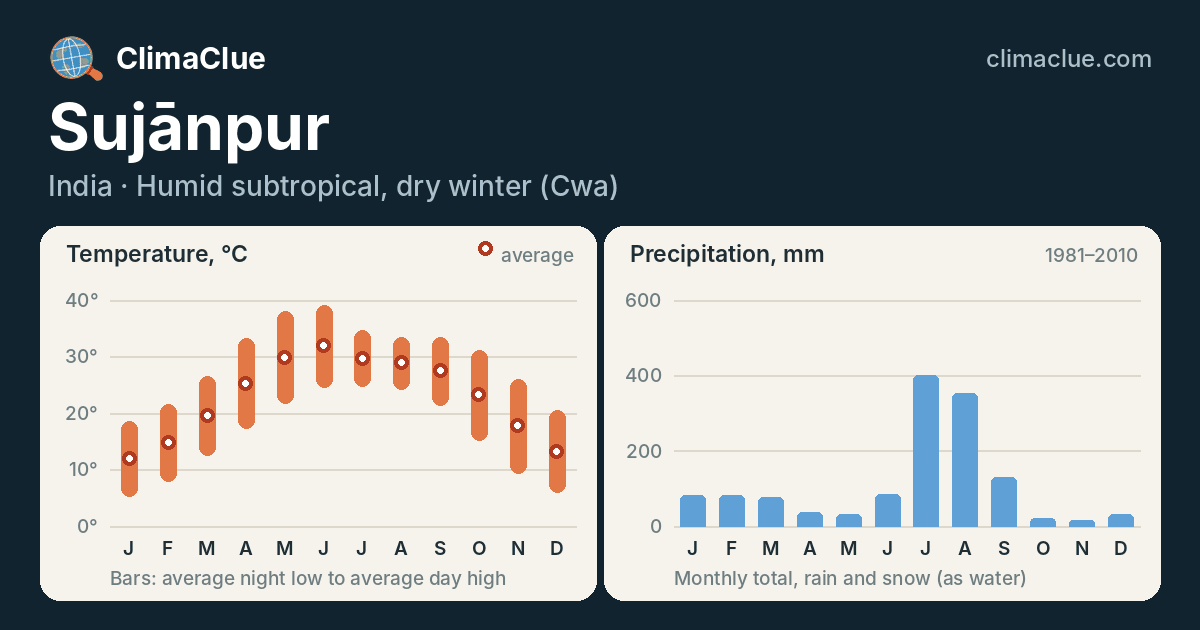 ClimaClue
climaclue.com
Sujānpur
India · Humid subtropical, dry winter (Cwa)
Temperature, °C
average
40°
30°
20°
10°
0°
J F M A M J J A S O N D
Bars: average night low to average day high
Precipitation, mm
1981–2010
600
400
200
0
J F M A M J J A S O N D
Monthly total, rain and snow (as water)